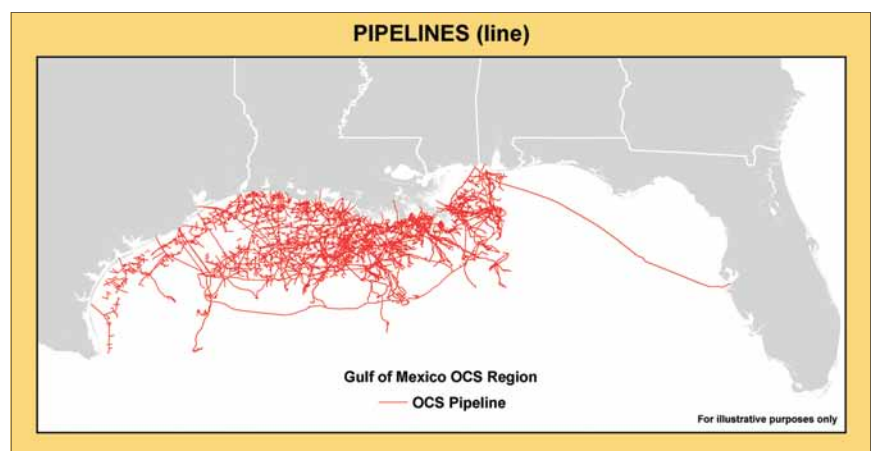 PIPELINES (line)
Gulf of Mexico OCS Region
OCS Pipeline
For illustrative purposes only